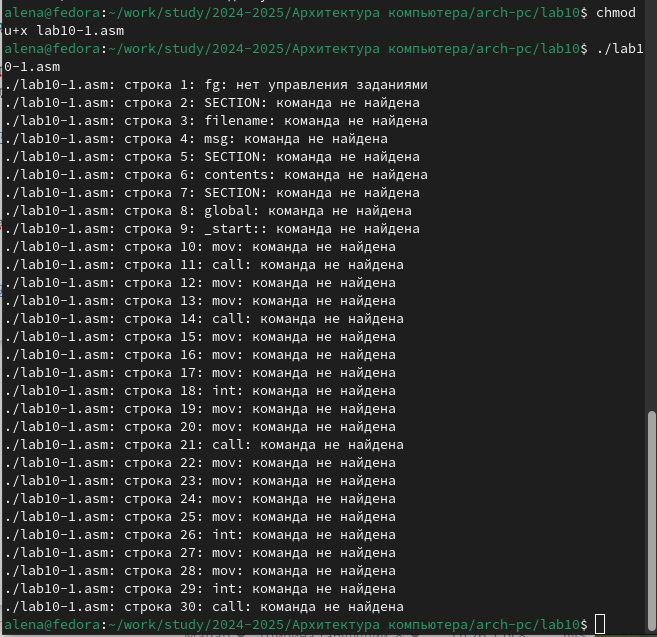 alena@fedora:~/work/study/2024-2025/Архитектура компьютера/arch-pc/lab10$ chmod
u+x lab10-1.asm
alena@fedora:~/work/study/2024-2025/Архитектура компьютера/arch-pc/lab10$ ./lab1
0-1.asm
./lab10-1.asm: строка 1: fg: нет управления заданиями
./lab10-1.asm: строка 2: SECTION: команда не найдена
./lab10-1.asm: строка 3: filename: команда не найдена
./lab10-1.asm: строка 4: msg: команда не найдена
./lab10-1.asm: строка 5: SECTION: команда не найдена
./lab10-1.asm: строка 6: contents: команда не найдена
./lab10-1.asm: строка 7: SECTION: команда не найдена
./lab10-1.asm: строка 8: global: команда не найдена
./lab10-1.asm: строка 9: _start:: команда не найдена
./lab10-1.asm: строка 10: mov: команда не найдена
./lab10-1.asm: строка 11: call: команда не найдена
./lab10-1.asm: строка 12: mov: команда не найдена
./lab10-1.asm: строка 13: mov: команда не найдена
./lab10-1.asm: строка 14: call: команда не найдена
./lab10-1.asm: строка 15: mov: команда не найдена
./lab10-1.asm: строка 16: mov: команда не найдена
./lab10-1.asm: строка 17: mov: команда не найдена
./lab10-1.asm: строка 18: int: команда не найдена
./lab10-1.asm: строка 19: mov: команда не найдена
./lab10-1.asm: строка 20: mov: команда не найдена
./lab10-1.asm: строка 21: call: команда не найдена
./lab10-1.asm: строка 22: mov: команда не найдена
./lab10-1.asm: строка 23: mov: команда не найдена
./lab10-1.asm: строка 24: mov: команда не найдена
./lab10-1.asm: строка 25: mov: команда не найдена
./lab10-1.asm: строка 26: int: команда не найдена
./lab10-1.asm: строка 27: mov: команда не найдена
./lab10-1.asm: строка 28: mov: команда не найдена
./lab10-1.asm: строка 29: int: команда не найдена
./lab10-1.asm: строка 30: call: команда не найдена
alena@fedora:~/work/study/2024-2025/Архитектура компьютера/arch-pc/lab10$